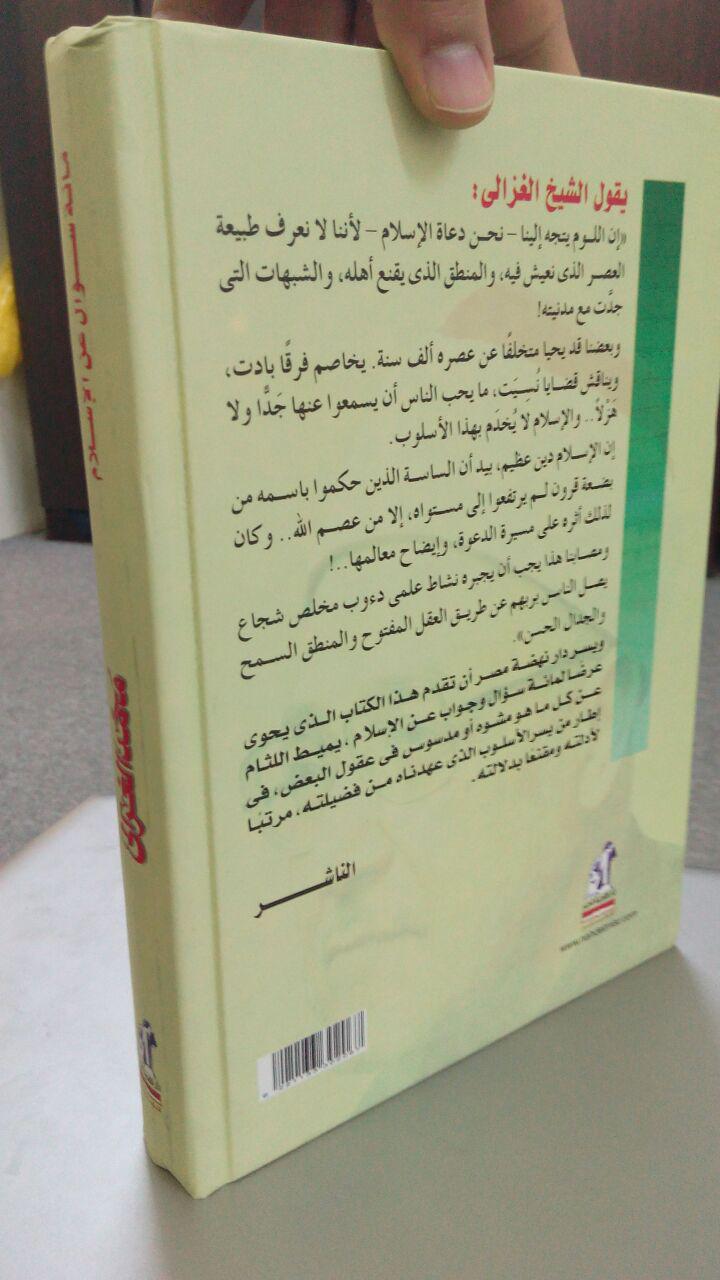 يقول الشيخ الغزالى :
«إن اللوم يتجه إلينا – نحن دعاة الإسلام – لأننا لا نعرف طبيعة
العصر الذى نعيش فيه، والمنطق الذى يقنع أهله، والشبهات التى
جدَّت مع مدنيته!
وبعضنا قد يحيا متخلفًا عن عصره ألف سنة. يخاصم فرقًا بادت،
ويناقش قضايا نُسِيَت، ما يحب الناس أن يسمعوا عنها جَدًّا ولا
هَزْلاً.. والإسلام لا يُخدَم بهذا الأسلوب.
إن الإسلام دين عظيم، بيد أن الساسة الذين حكموا باسمه من
بضعة قرون لم يرتفعوا إلى مستواه، إلا من عصم الله.. وكان
لذلك أثره على مسيرة الدعوة، وإيضاح معالمها..!
ومصابنا هذا يجب أن يجبره نشاط علمى دءوب مخلص شجاع
يصل الناس بربهم عن طريق العقل المفتوح والمنطق السمح
والجدال الحسن».
ويسر دار نهضة مصر أن تقدم هذا الكتاب الذى يحوى
عرضًا لمائة سؤال وجواب عن الإسلام ، يميط اللثام
عن كل ما هو مشوه أو مدسوس فى عقول البعض، فى
إطار من يسر الأسلوب الذى عهدناه من فضيلته، مرتبًا
لأدلته ومقنعا بدلالته.
الناشر
مائة سؤال عن الإسلام
محمد الغزالى